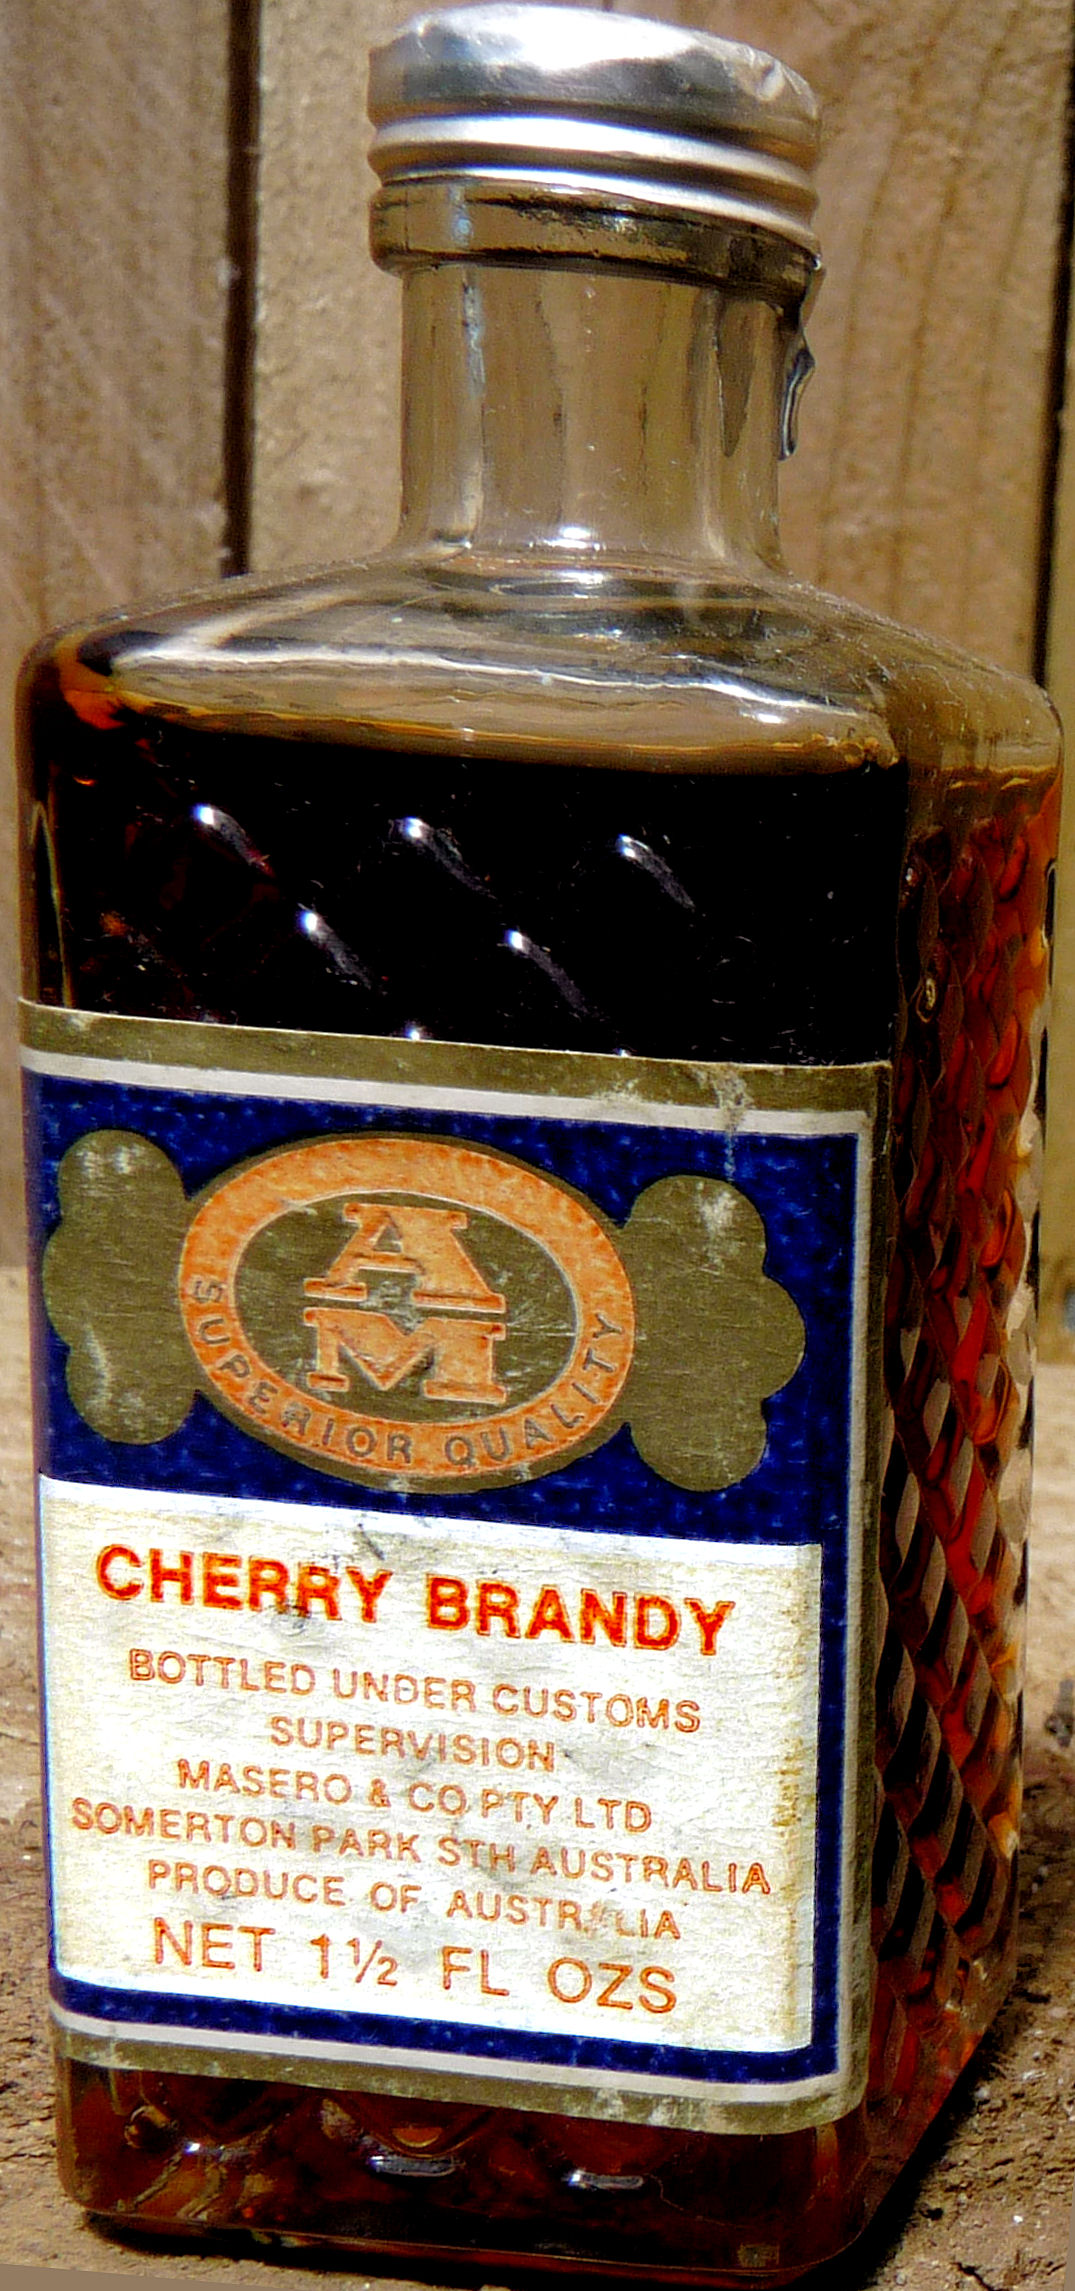 A
M
SUPERIOR QUALITY
CHERRY BRANDY
BOTTLED UNDER CUSTOMS
SUPERVISION
MASERO & CO PTY LTD
SOMERTON PARK STH AUSTRALIA
PRODUCE OF AUSTRALIA
NET 1½ FL OZS